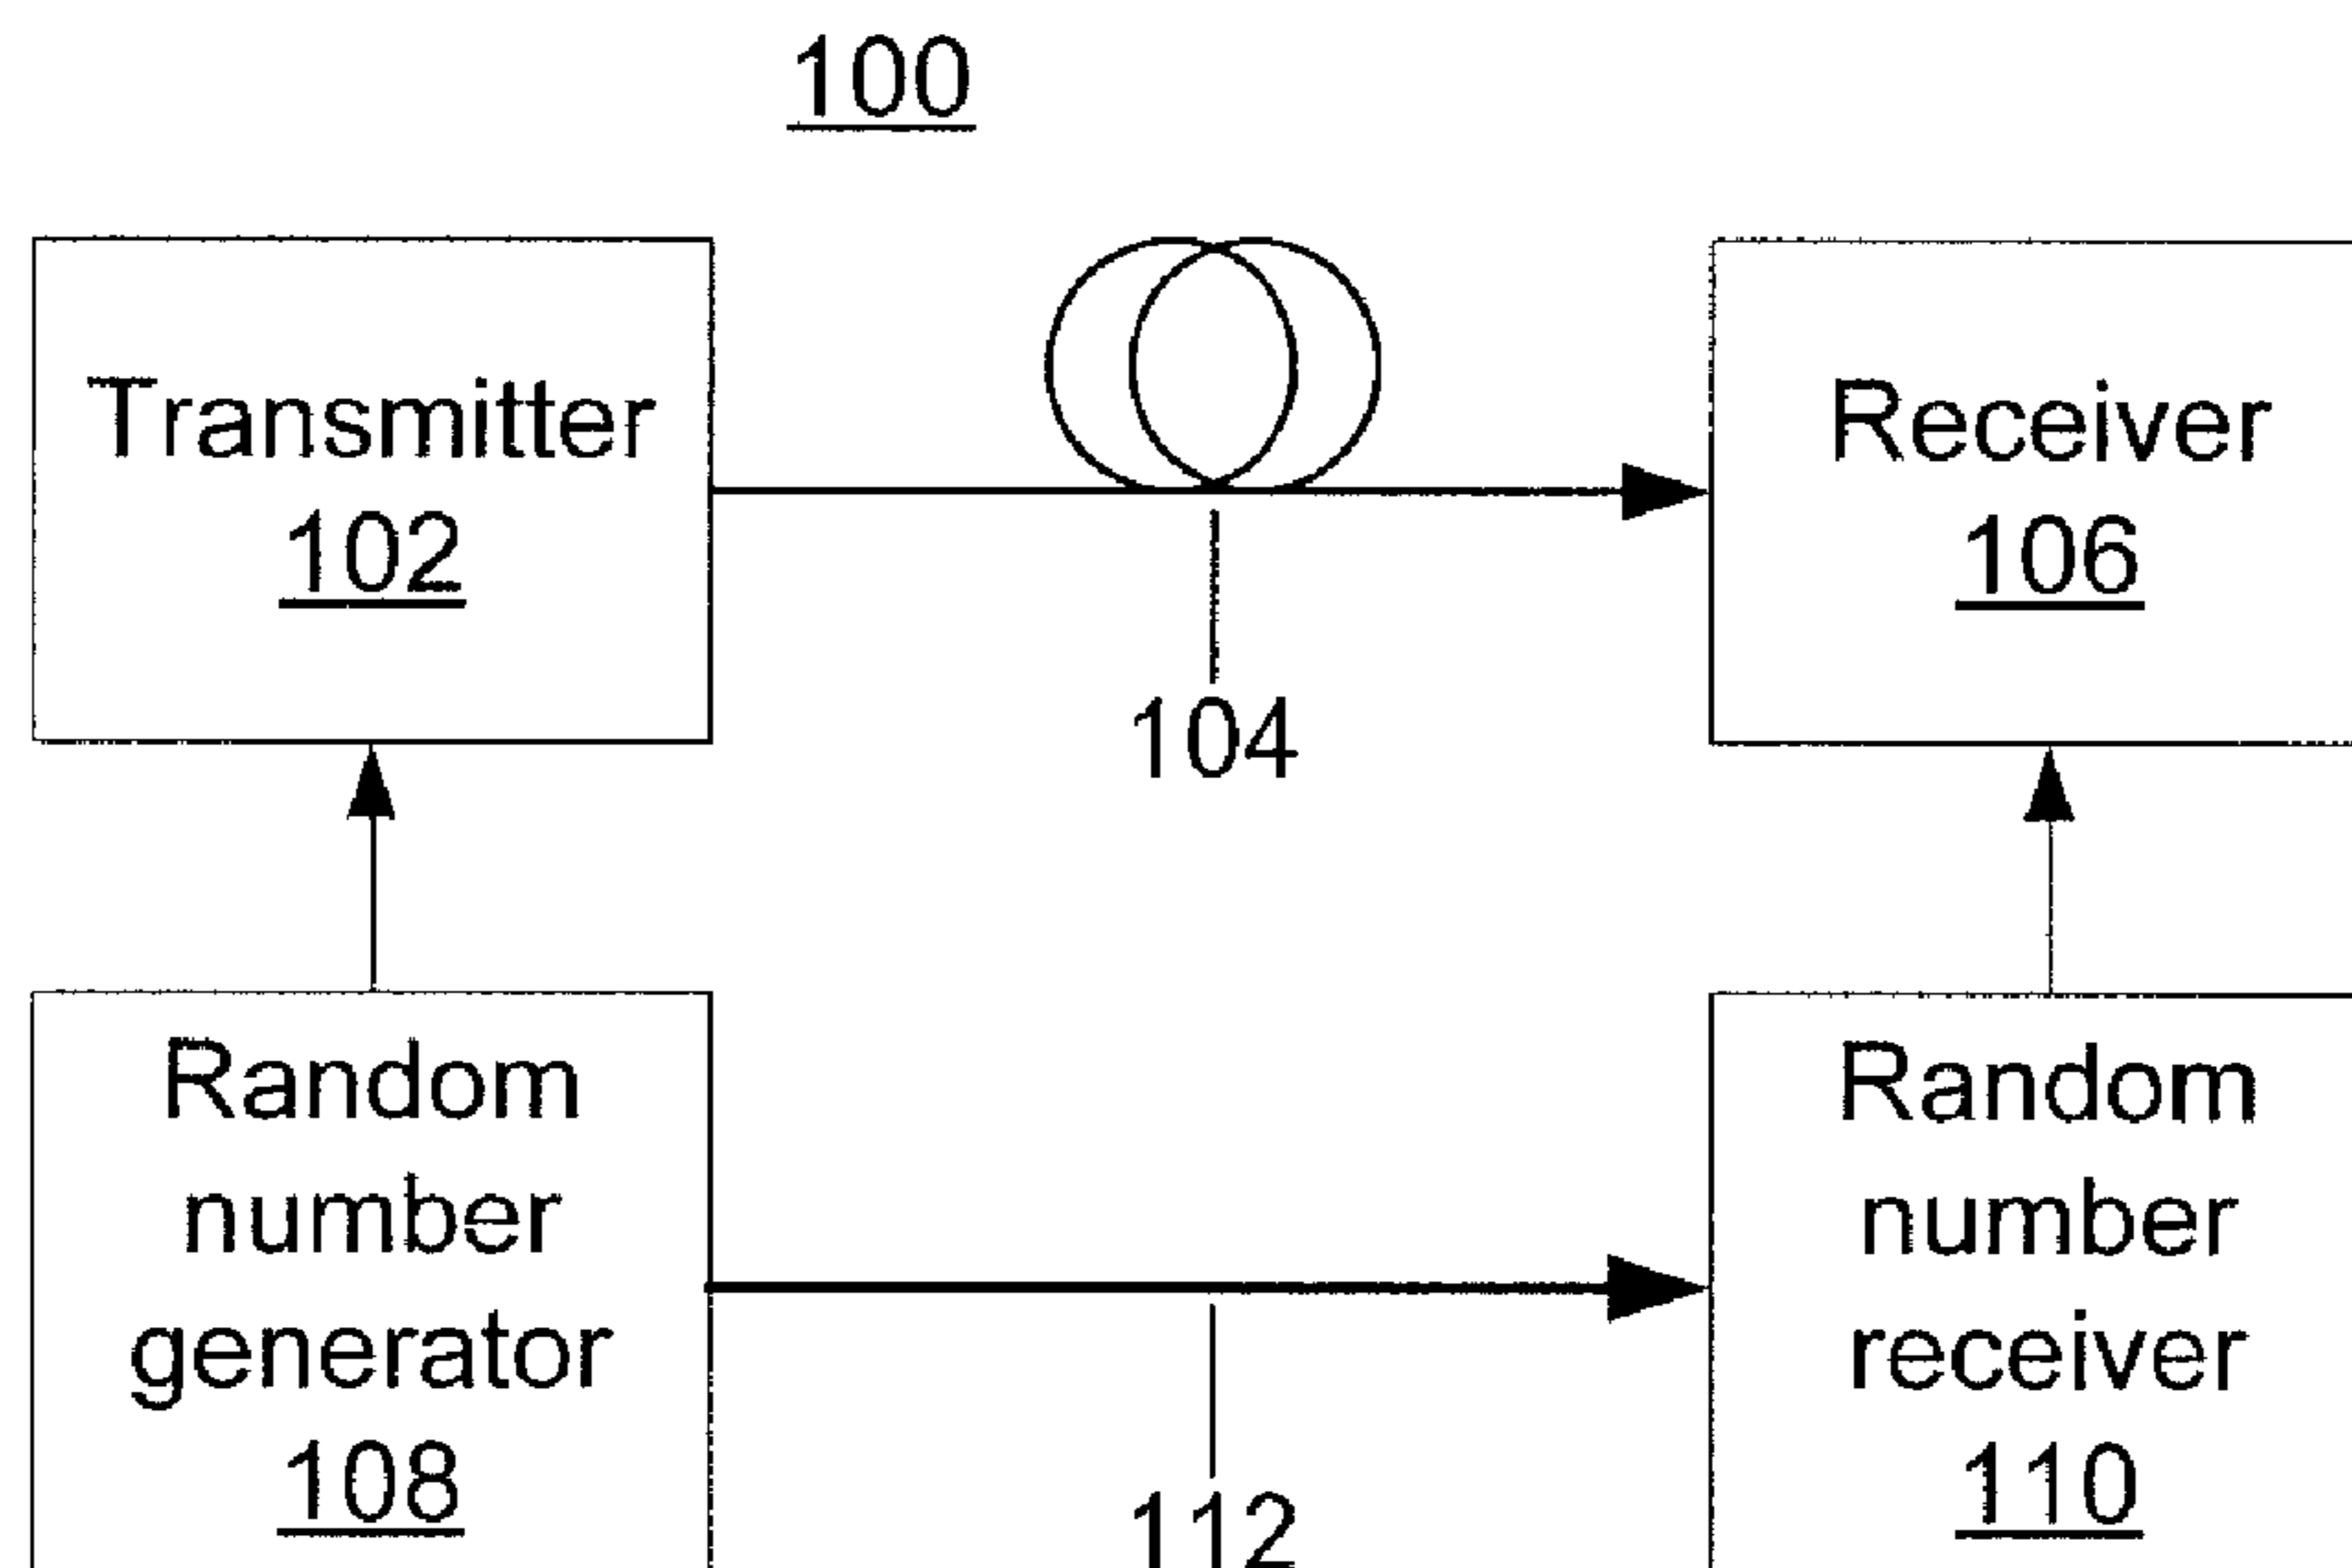 100
Transmitter
102
104
Receiver
106
Random
number
generator
108
112
Random
number
receiver
110